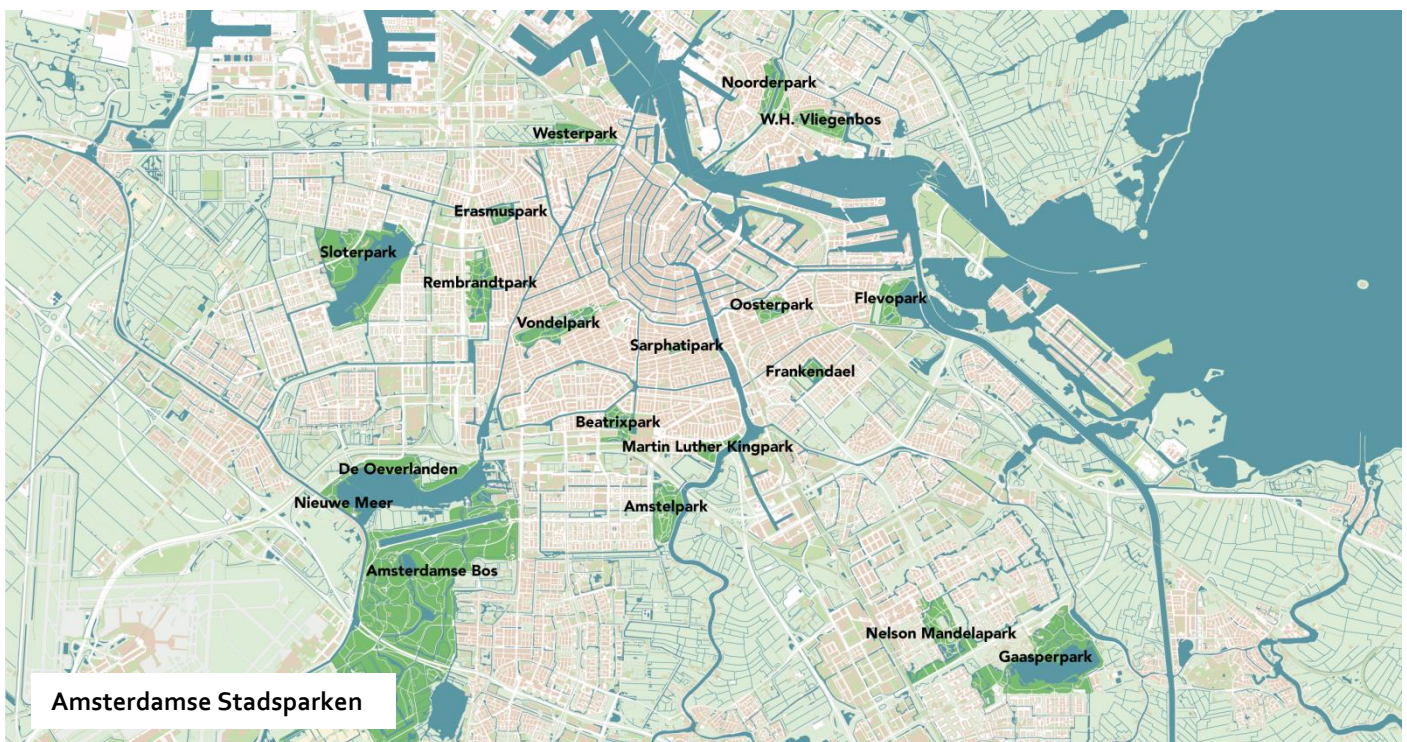 Noorderpark
W.H. Vliegenbos
Westerpark
Erasmuspark
Sloterpark
Rembrandtpark
Vondelpark
Oosterpark
Flevopark
Sarphatipark
Frankendael
Beatrixpark
Martin Luther Kingpark
De Oeverlanden
Nieuwe Meer
Amstelpark
Amsterdamse Bos
Nelson Mandelapark
Gaasperpark
Amsterdamse Stadsparken